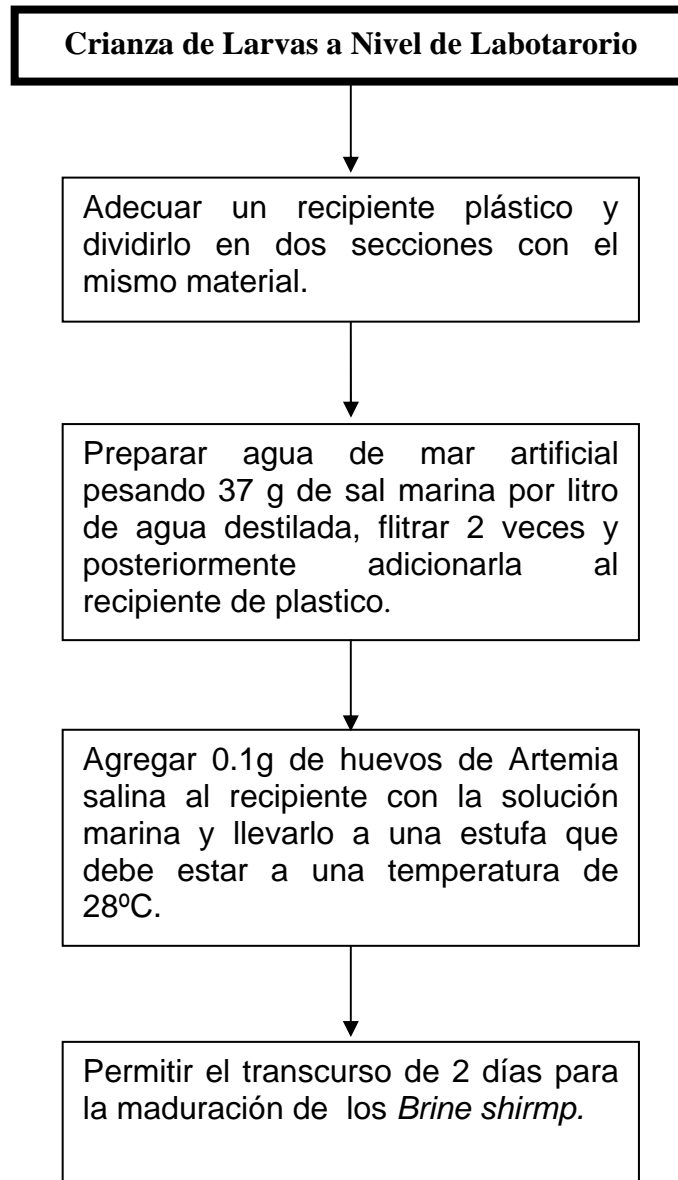 Crianza de Larvas a Nivel de Labotarorio
Adecuar un recipiente plástico y
dividirlo en dos secciones con el
mismo material.
Preparar agua de mar artificial
pesando 37 g de sal marina por litro
de agua destilada, flitrar 2 veces y
posteriormente adicionarla al
recipiente de plastico.
Agregar 0.1g de huevos de Artemia
salina al recipiente con la solución
marina y llevarlo a una estufa que
debe estar a una temperatura de
28ºC.
Permitir el transcurso de 2 días para
la maduración de los Brine shirmp.